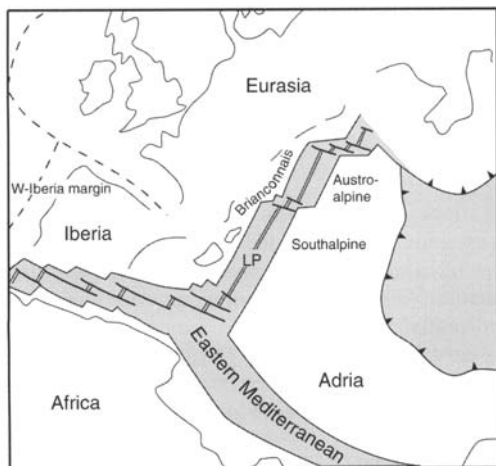 Eurasia
W-Iberia margin
Brianconnais
Austro-
alpine
Iberia
Southalpine
LP
Eastern Mediterranean
Adria
Africa